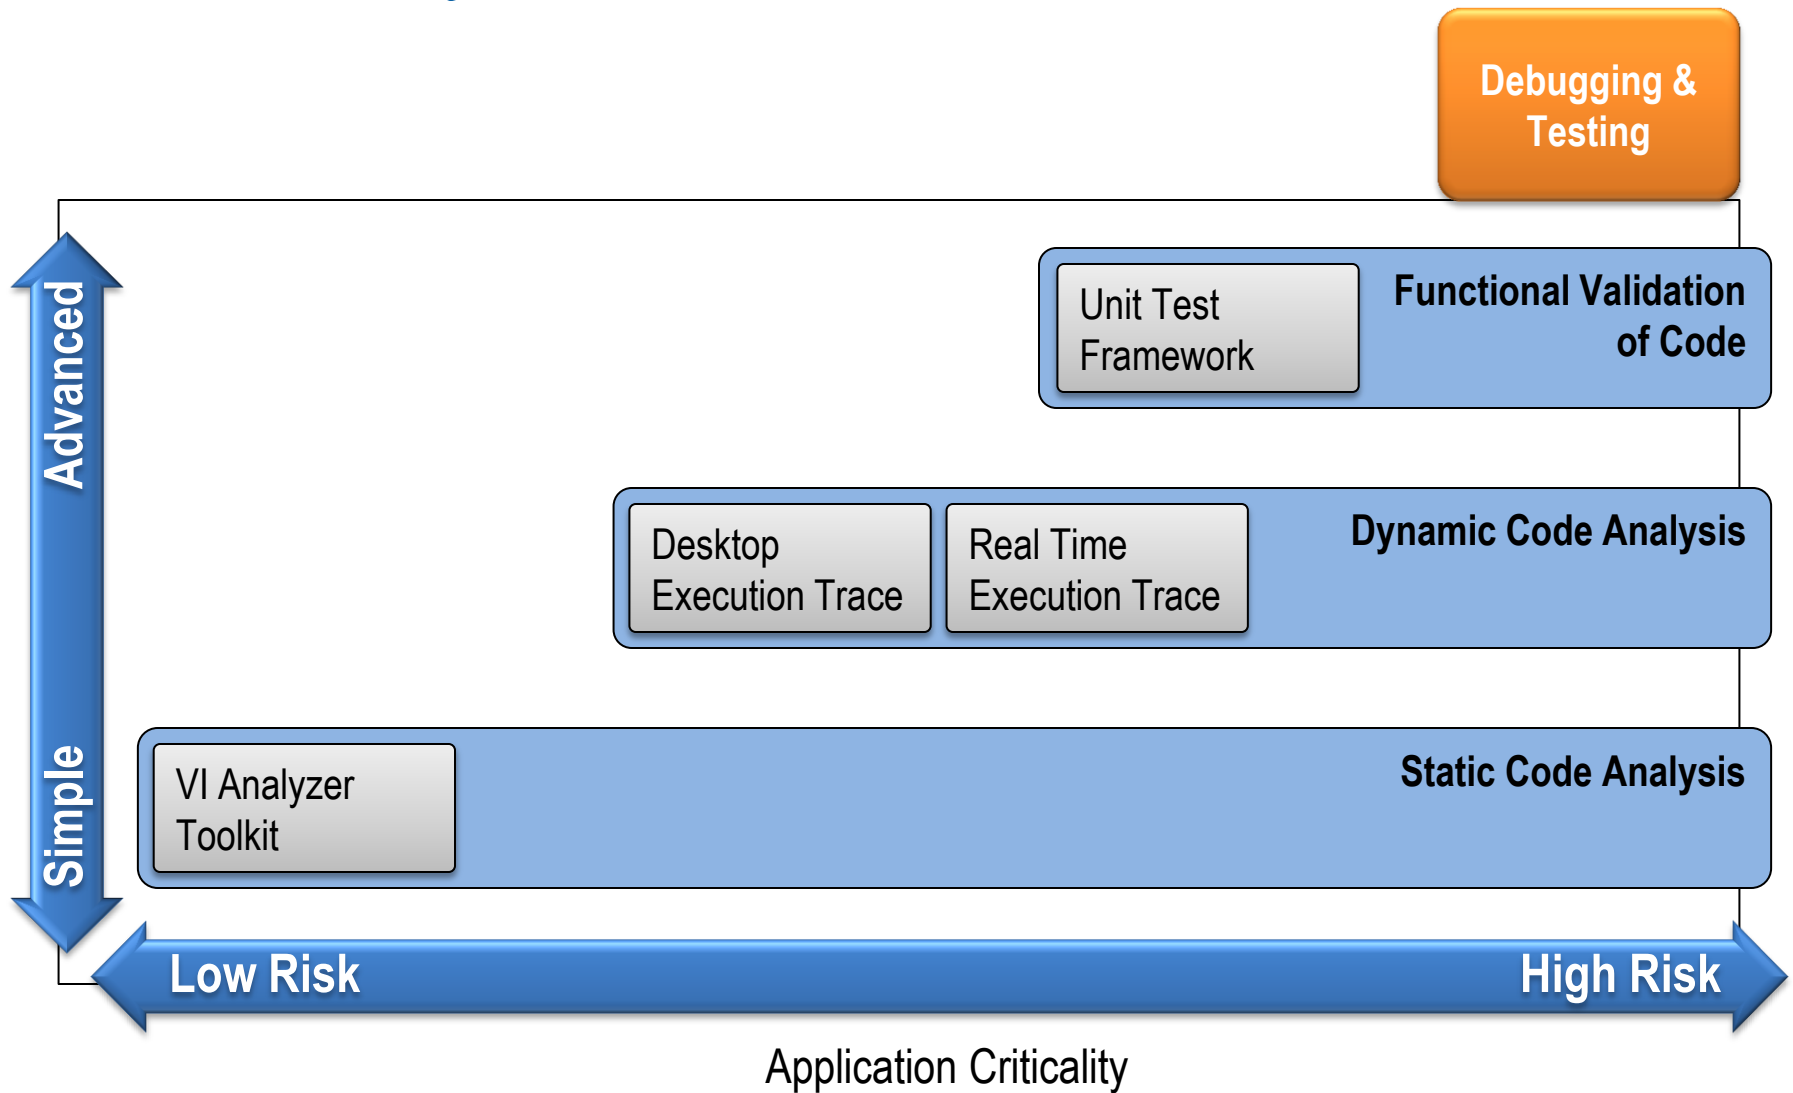 Debugging &
Testing
Advanced
Functional Validation
of Code
Unit Test
Framework
Dynamic Code Analysis
Desktop
Execution Trace
Real Time
Execution Trace
Simple
Static Code Analysis
VI Analyzer
Toolkit
Low Risk
High Risk
Application Criticality